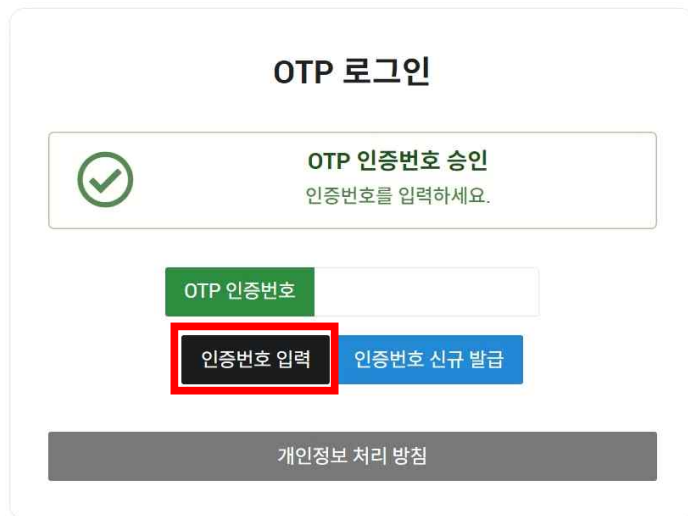 OTP 로그인
OTP 인증번호 승인
인증번호를 입력하세요.
OTP 인증번호
인증번호 입력 인증번호 신규 발급
개인정보 처리 방침